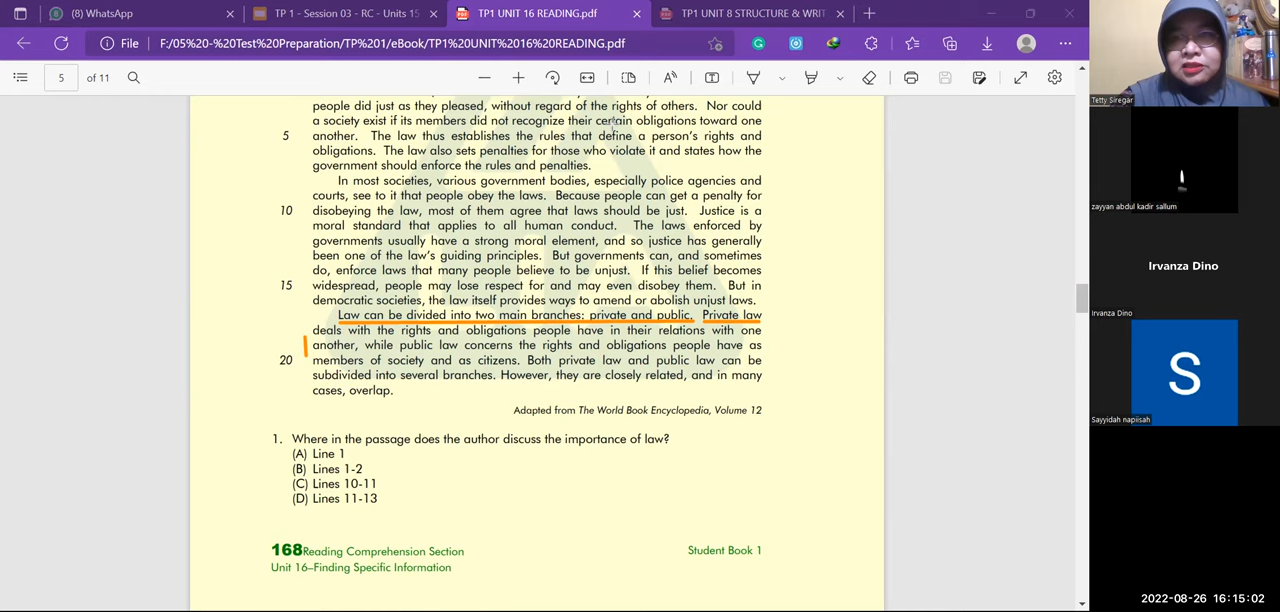 (8) WhatsApp
TP 1 - Session 03 - RC - Units 15
TP1 UNIT 16 READING.pdf
TP1 UNIT 8 STRUCTURE & WRIT
File
F:/05%20-%20Test%20Preparation/TP%201/eBook/TP1%20UNIT%2016%20READING.pdf
5 of 11
people did just as they pleased, without regard of the rights of others. Nor could
a society exist if its members did not recognize their certain obligations toward one
5 another. The law thus establishes the rules that define a person's rights and
obligations. The law also sets penalties for those who violate it and states how the
government should enforce the rules and penalties.
In most societies, various government bodies, especially police agencies and
courts, see to it that people obey the laws. Because people can get a penalty for
10 disobeying the law, most of them agree that laws should be just. Justice is a
moral standard that applies to all human conduct. The laws enforced by
governments usually have a strong moral element, and so justice has generally
been one of the law's guiding principles. But governments can, and sometimes
do, enforce laws that many people believe to be unjust. If this belief becomes
15 widespread, people may lose respect for and may even disobey them. But in
democratic societies, the law itself provides ways to amend or abolish unjust laws.
Law can be divided into two main branches: private and public. Private law
deals with the rights and obligations people have in their relations with one
another, while public law concerns the rights and obligations people have as
20 members of society and as citizens. Both private law and public law can be
subdivided into several branches. However, they are closely related, and in many
cases, overlap.
Adapted from The World Book Encyclopedia, Volume 12
1. Where in the passage does the author discuss the importance of law?
(A) Line 1
(B) Lines 1-2
(C) Lines 10-11
(D) Lines 11-13
168Reading Comprehension Section
Student Book 1
Unit 16–Finding Specific Information
Tetty Siregar
zayyan abdul kadir sallum
Irvanza Dino
Irvanza Dino
S
Sayyidah napiisah
2022-08-26 16:15:02